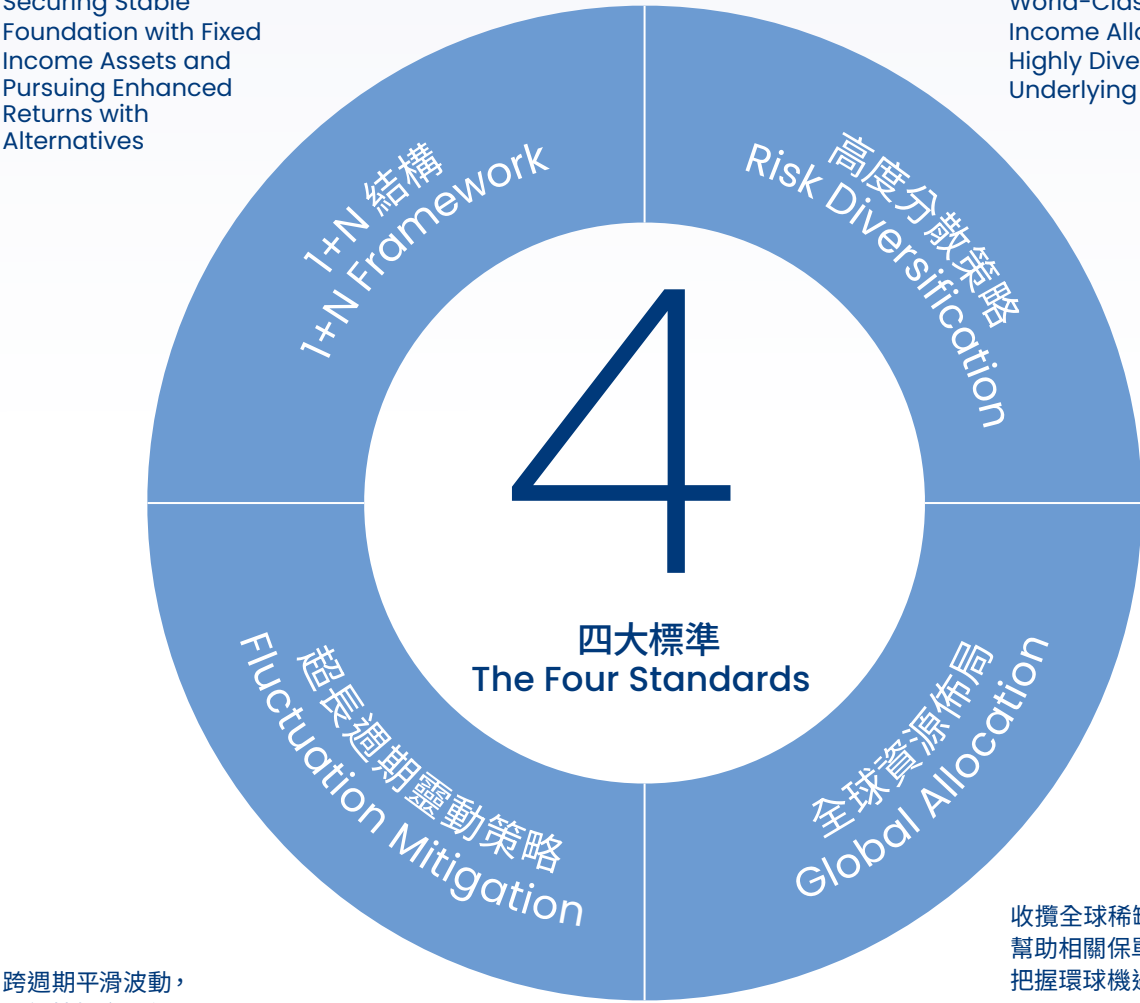 Securing Stable
Foundation with Fixed
Income Assets and
Pursuing Enhanced
Returns with
Alternatives
Income
Highly
Underlying
1+N 結構
1+N Framework
高度分散策略
Risk Diversification
4
四大標準
The Four Standards
超長週期靈動策略
Fluctuation Mitigation
全球資源佈局
Global Allocation
跨週期平滑波動，
收攬全球稀
幫助相關保單
把握環球機